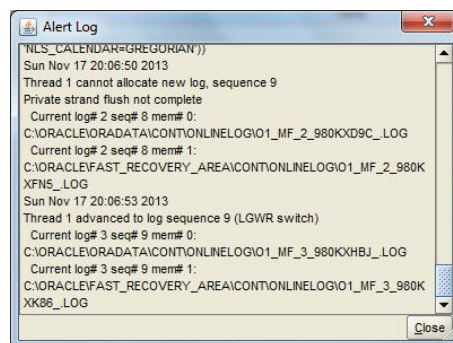 Alert Log
'NLS_CALENDAR=GREGORIAN'))
Sun Nov 17 20:06:50 2013
Thread 1 cannot allocate new log, sequence 9
Private strand flush not complete
Current log# 2 seq# 8 mem# 0:
C:\ORACLE\ORADATA\CONT\ONLINELOG\O1_MF_2_980KXD9C_.LOG
Current log# 2 seq# 8 mem# 1:
C:\ORACLE\FAST_RECOVERY_AREA\CONT\ONLINELOG\O1_MF_2_980K
XFN5_.LOG
Sun Nov 17 20:06:53 2013
Thread 1 advanced to log sequence 9 (LGWR switch)
Current log# 3 seq# 9 mem# 0:
C:\ORACLE\ORADATA\CONT\ONLINELOG\O1_MF_3_980KXHBJ_.LOG
Current log# 3 seq# 9 mem# 1:
C:\ORACLE\FAST_RECOVERY_AREA\CONT\ONLINELOG\O1_MF_3_980K
XK86_.LOG
Close